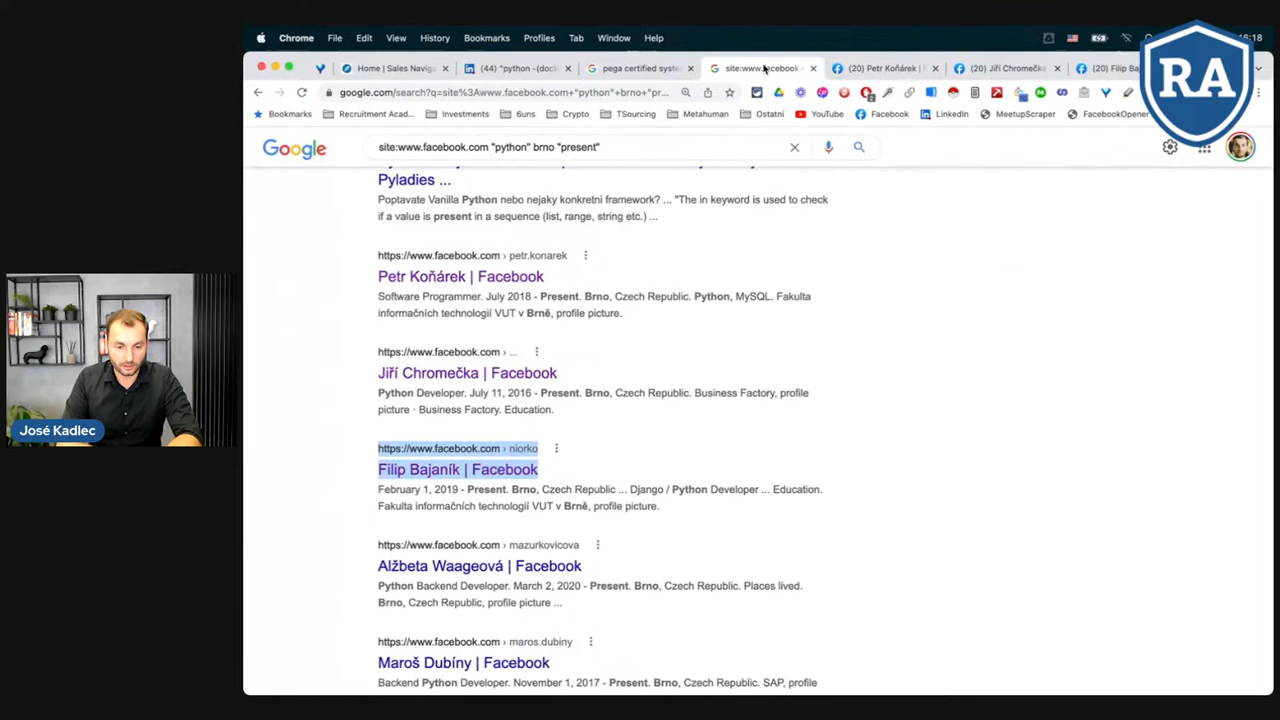 Chrome File Edit View History Bookmarks Profiles Tab Window Help
16:18
RA
Home | Sales Navig
(44) "python -(doc
pega certified syst
site:www.facebook.
(20) Petr Koňárek |
(20) Jiří Chromečka
(20) Filip Ba
google.com/search?q=site%3Awww.facebook.com+"python"+brno+"pr...
Bookmarks Recruitment Acad... Investments 6uns Crypto TSourcing Metahuman Ostatni YouTube Facebook LinkedIn MeetupScraper FacebookOpener
Google
site:www.facebook.com "python" brno "present"
Pyladies ...
Poptavate Vanilla Python nebo nejaky konkretni framework? ... "The in keyword is used to check
if a value is present in a sequence (list, range, string etc.) ...
https://www.facebook.com › petr.konarek
Petr Koňárek | Facebook
Software Programmer. July 2018 - Present. Brno, Czech Republic. Python, MySQL. Fakulta
informačních technologií VUT v Brně, profile picture.
https://www.facebook.com › ...
Jiří Chromečka | Facebook
Python Developer. July 11, 2016 - Present. Brno, Czech Republic. Business Factory, profile
picture · Business Factory. Education.
https://www.facebook.com › niorko
Filip Bajaník | Facebook
February 1, 2019 - Present. Brno, Czech Republic ... Django / Python Developer ... Education.
Fakulta informačních technologií VUT v Brně, profile picture.
https://www.facebook.com › mazurkovicova
Alžbeta Waageová | Facebook
Python Backend Developer. March 2, 2020 - Present. Brno, Czech Republic. Places lived.
Brno, Czech Republic, profile picture ...
https://www.facebook.com › maros.dubiny
Maroš Dubíny | Facebook
Backend Python Developer. November 1, 2017 - Present. Brno, Czech Republic. SAP, profile
José Kadlec